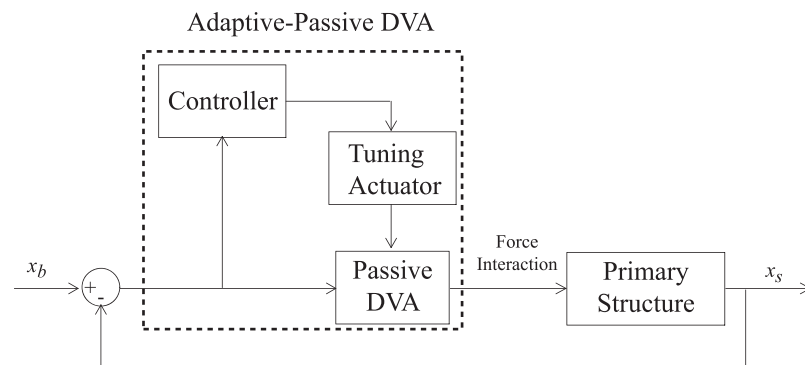 Adaptive-Passive DVA
Controller
Tuning
Actuator
x_b
+
-
Passive
DVA
Force
Interaction
Primary
Structure
x_s